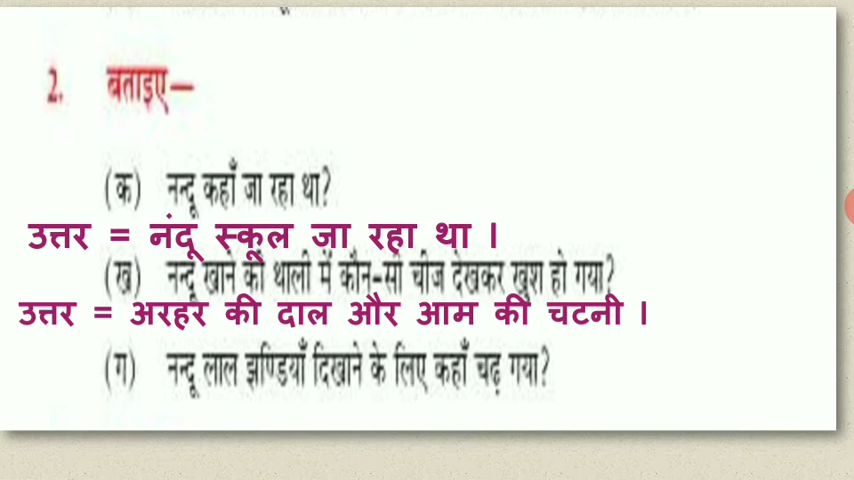 2. बताइए—
(क) नन्दू कहाँ जा रहा था?
उत्तर = नंदू स्कूल जा रहा था ।
(ख) नन्दू खाने की थाली में कौन-सी चीज देखकर खुश हो गया?
उत्तर = अरहर की दाल और आम की चटनी ।
(ग) नन्दू लाल झण्डियाँ दिखाने के लिए कहाँ चढ़ गया?